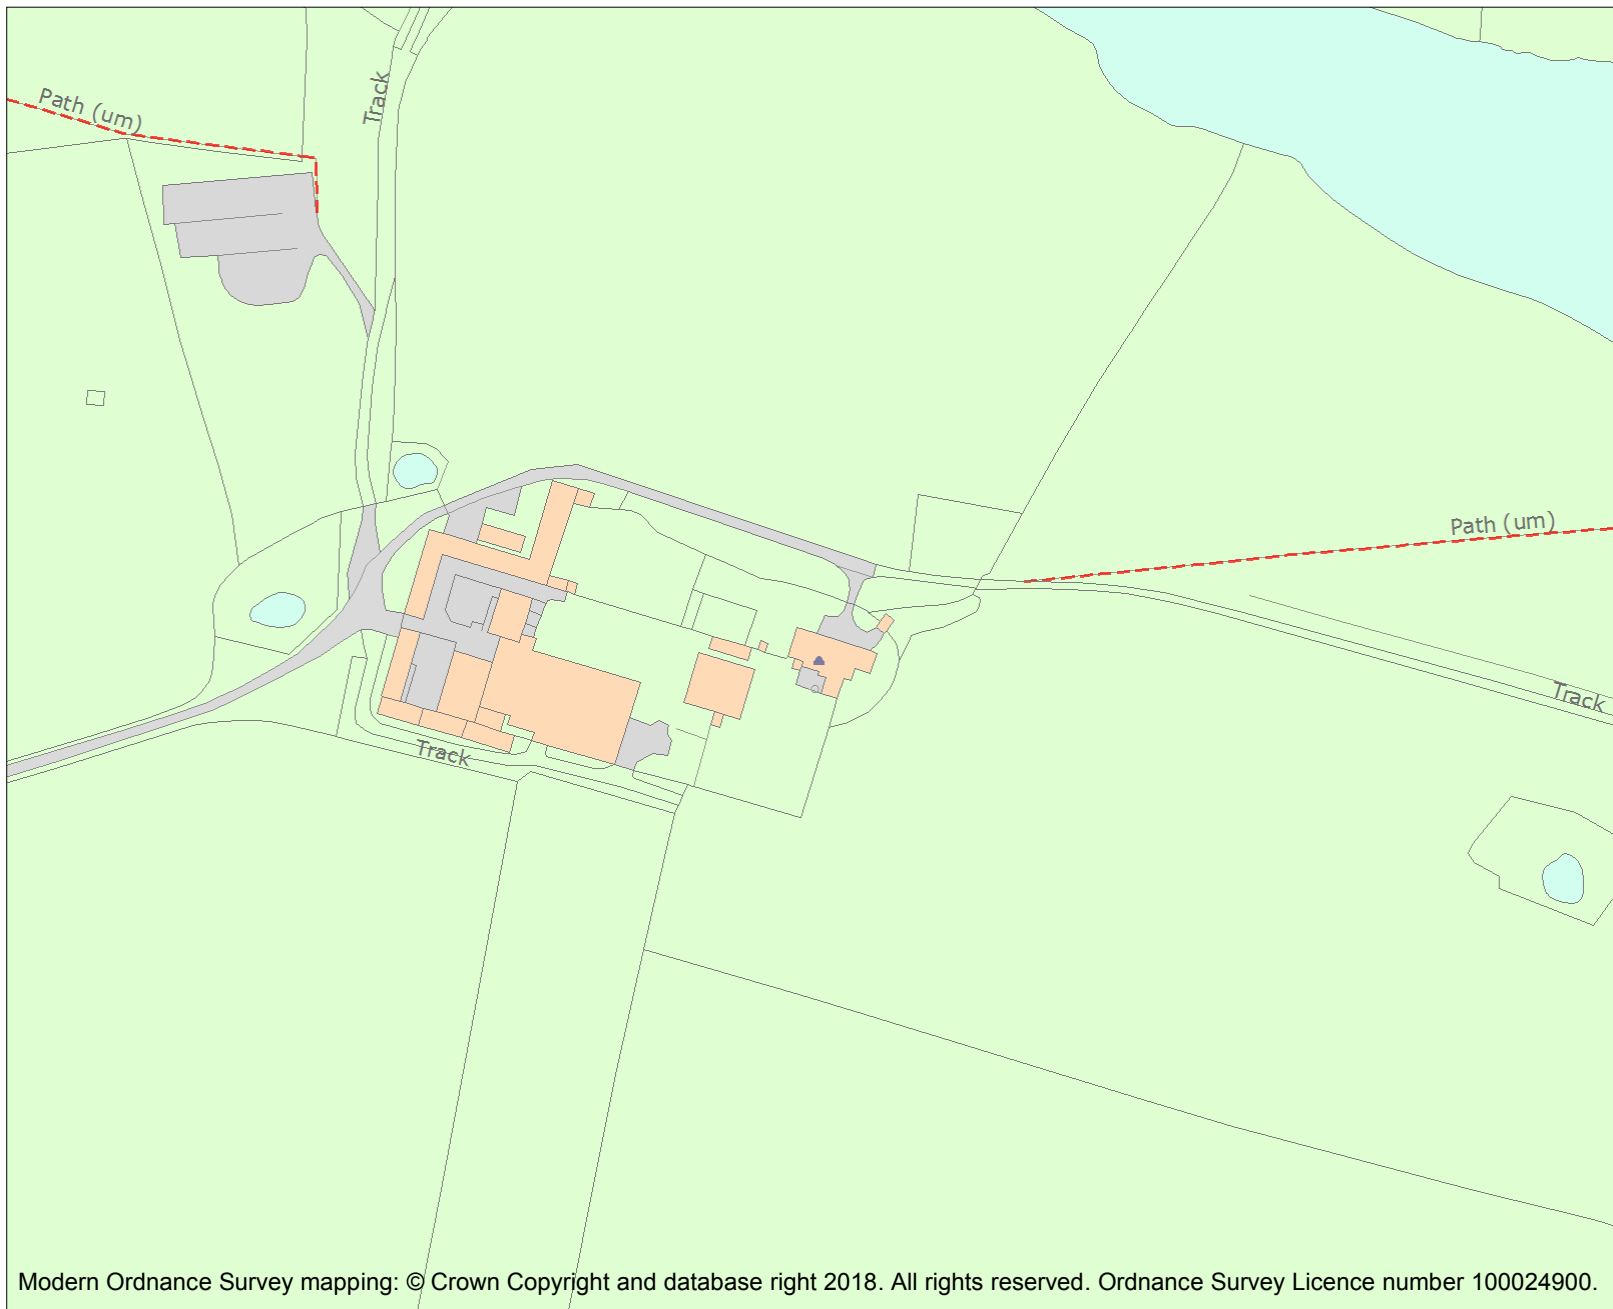 Path (um)
Track
Path (um)
Track
Track
Modern Ordnance Survey mapping: © Crown Copyright and database right 2018. All rights reserved. Ordnance Survey Licence number 100024900.